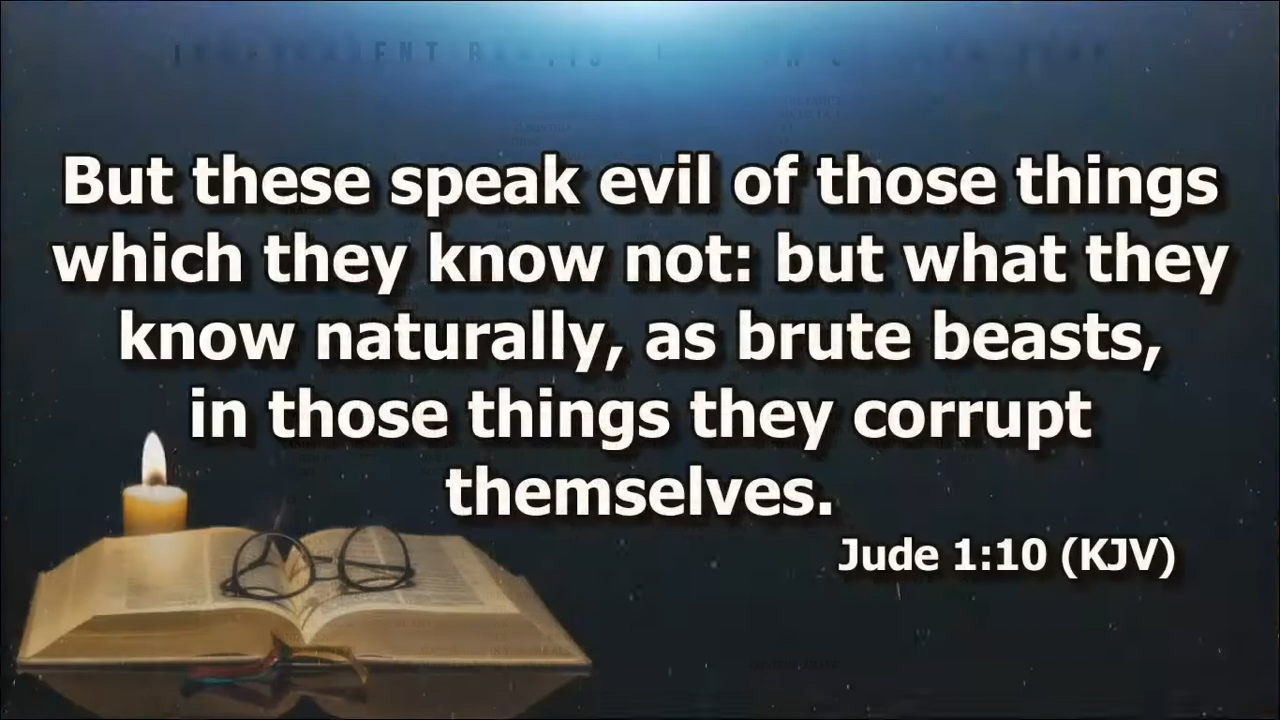 But these speak evil of those things
which they know not: but what they
know naturally, as brute beasts,
in those things they corrupt
themselves.
Jude 1:10 (KJV)